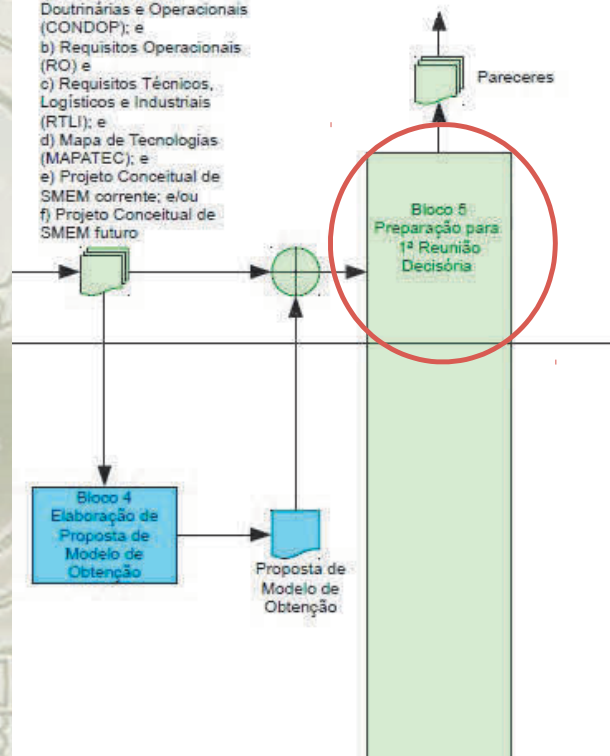 Doutrinárias e Operacionais
(CONDOP); e
b) Requisitos Operacionais
(RO) e
c) Requisitos Técnicos,
Logísticos e Industriais
(RTLI); e
d) Mapa de Tecnologias
(MAPATEC); e
e) Projeto Conceitual de
SMEM corrente; e/ou
f) Projeto Conceitual de
SMEM futuro
Pareceres
Bloco 5
Preparação para
1ª Reunião
Decisória
Bloco 4
Elaboração de
Proposta de
Modelo de
Obtenção
Proposta de
Modelo de
Obtenção